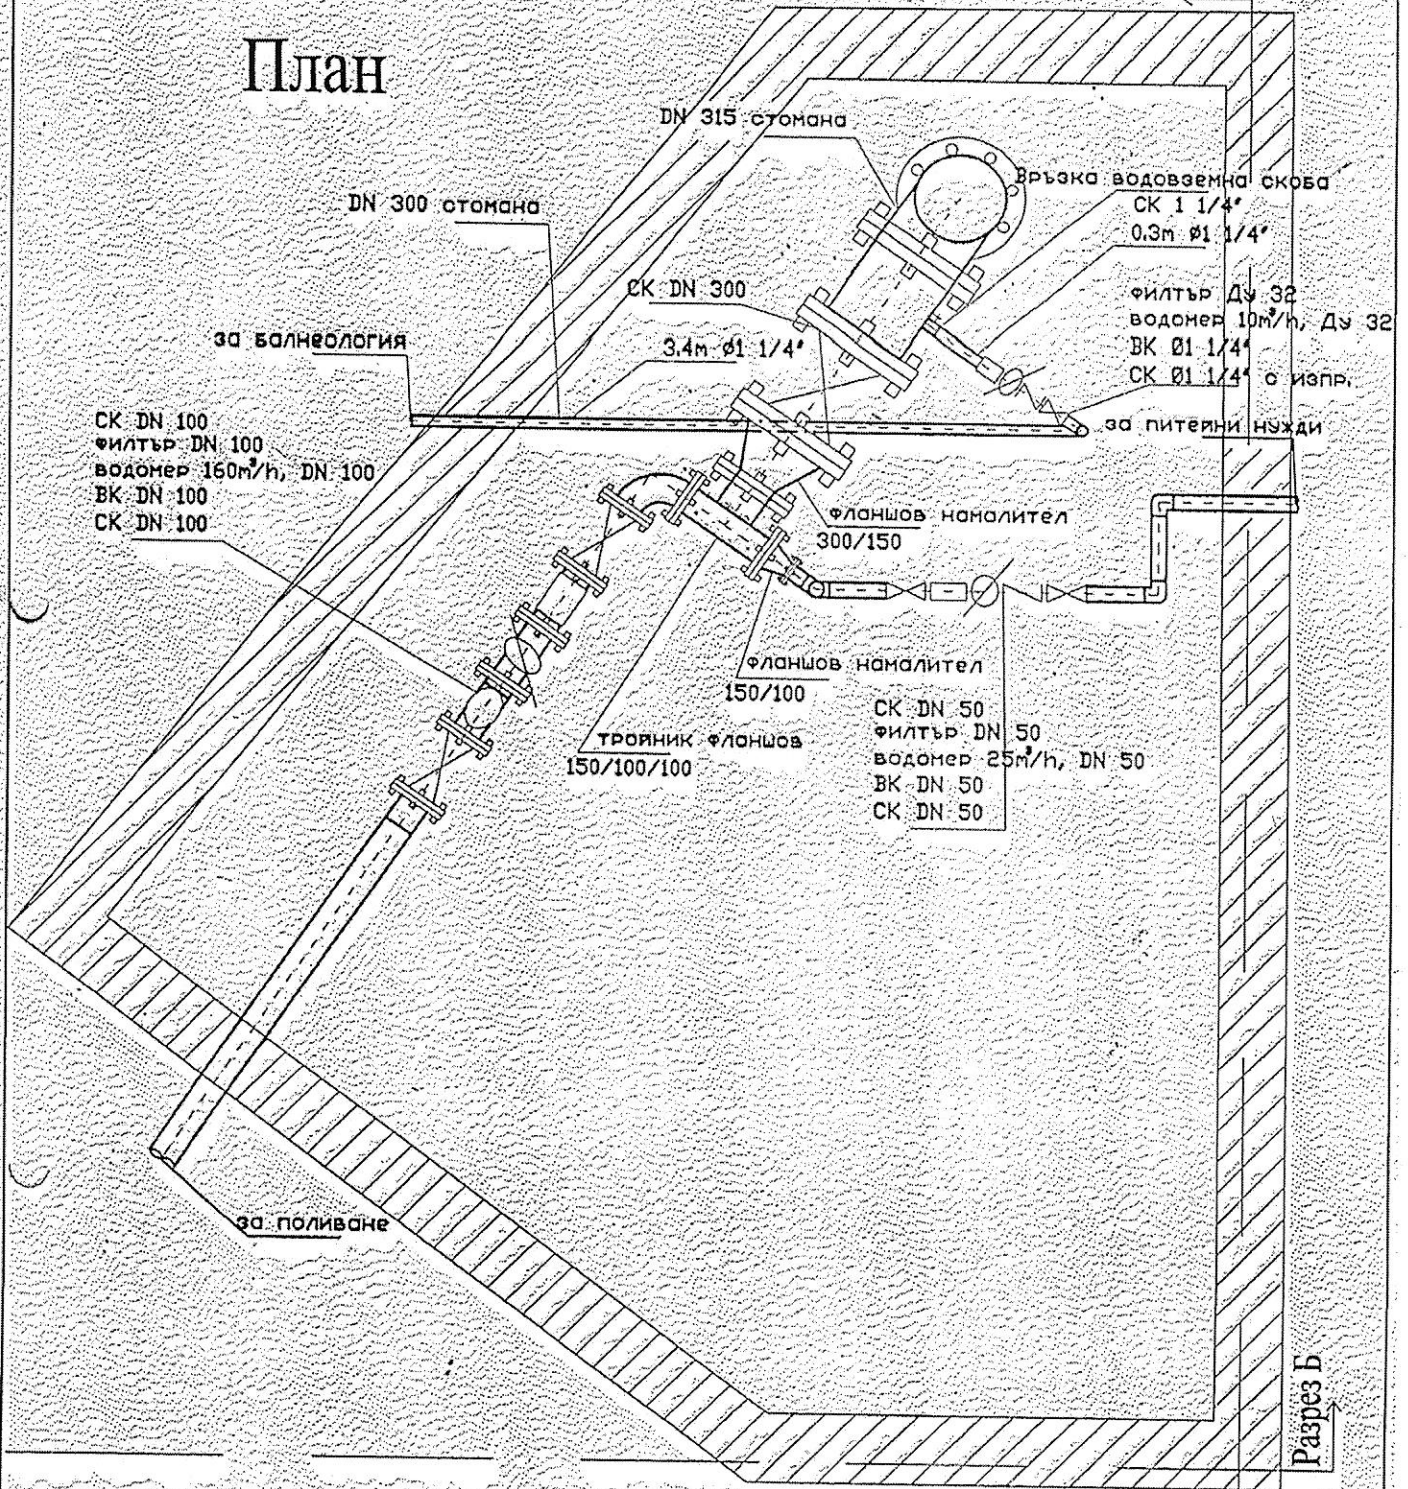 План
DN 315 стомана
Връзка водовземна скоба
СК 1 1/4"
0.3m ø1 1/4"
DN 300 стомана
СК DN 300
филтър Ду 32
водомер 10m³/h, Ду 32
ВК Ø1 1/4"
СК Ø1 1/4" с изпр.
за балнеология
3.4m ø1 1/4"
за питейни нужди
СК DN 100
филтър DN 100
водомер 160m³/h, DN 100
ВК DN 100
СК DN 100
фланшов намалител
300/150
фланшов намалител
150/100
СК DN 50
филтър DN 50
водомер 25m³/h, DN 50
ВК DN 50
СК DN 50
тройник фланшов
150/100/100
за поливане
Разрез Б